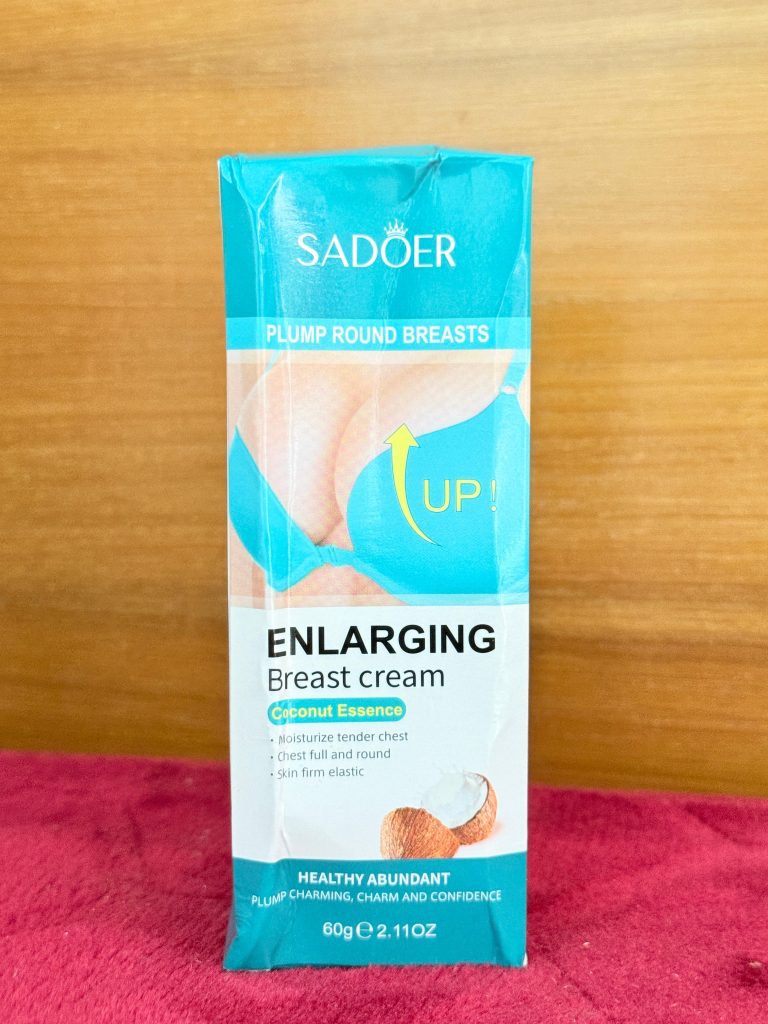 SADOER
PLUMP ROUND BREASTS
UP!
ENLARGING
Breast cream
Coconut Essence
· Moisturize tender chest
· Chest full and round
· Skin firm elastic
HEALTHY ABUNDANT
PLUMP CHARMING, CHARM AND CONFIDENCE
60g ℮ 2.11OZ